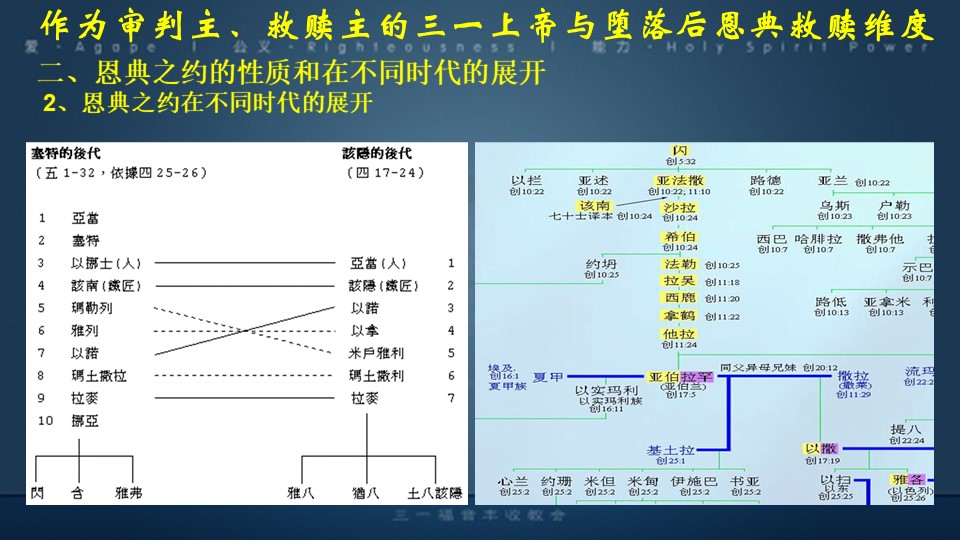 作为审判主、救赎主的三一上帝与堕落后恩典救赎维度
爱 - Agape | 公义 - Righteousness | 能力 - Holy Spirit Power
二、恩典之约的性质和在不同时代的展开
2、恩典之约在不同时代的展开
塞特的後代 該隱的後代
(五 1-32，依據四 25-26) (四 17-24)
1 亞當
2 塞特
3 以挪士(人) 亞當(人) 1
4 該南(鐵匠) 該隱(鐵匠) 2
5 瑪勒列 以諾 3
6 雅列 以拿 4
7 以諾 米戶雅利 5
8 瑪土撒拉 瑪土撒利 6
9 拉麥 拉麥 7
10 挪亞
閃 含 雅弗 雅八 猶八 土八該隱
闪
创5:32
以拦 亚述 亚法撒 路德 亚兰 创10:22
创10:22 创10:22 创10:22; 11:10 创10:22
该南 沙拉 乌斯 户勒
七十士译本 创10:24 创10:24 创10:23 创10:23
希伯 西巴 哈腓拉 撒弗他
创10:24 创10:7 创10:7 创10:7
约坍 法勒 创10:25 示巴
创10:25 创10:7
拉吴 创11:18
西鹿 创11:20 路低 亚拿米
创10:13 创10:13
拿鹤 创11:22
他拉
创11:24
埃及. 创16:1 夏甲族 夏甲 亚伯拉罕 同父异母兄妹 创20:12 撒拉 流玛
(亚伯兰) (撒莱) 创22:2
创17:5 创11:29
以实玛利
以实玛利族
创16:11
提八
创22:24
基土拉 以撒
创25:1 创17:19
心兰 约珊 米但 米甸 伊施巴 书亚 以扫 雅各
创25:2 创25:2 创25:2 创25:2 创25:2 创25:2 以东 (以色列)
创25:25 创25:26
三一福音丰收教会